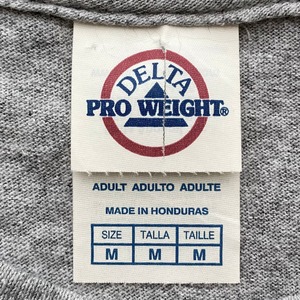 DELTA
PRO WEIGHT®
ADULT ADULTO ADULTE
MADE IN HONDURAS
SIZE TALLA TAILLE
M M M